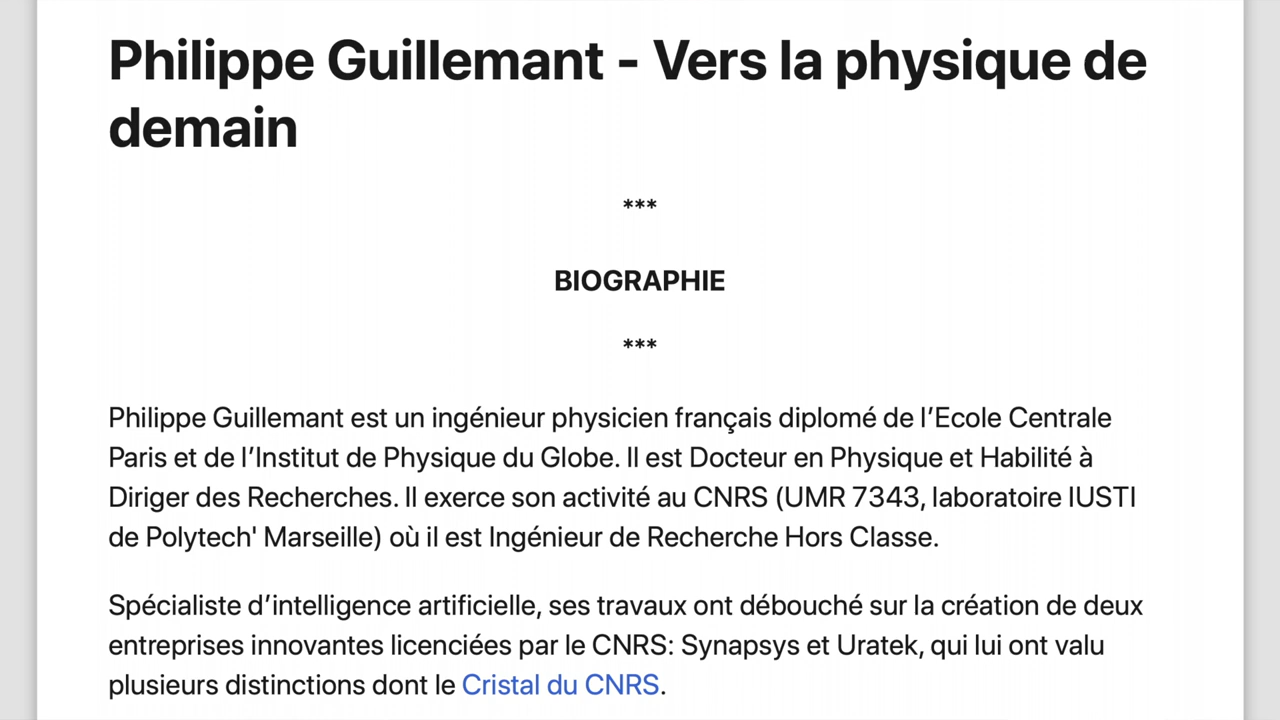 Philippe Guillemant - Vers la physique de
demain
***
BIOGRAPHIE
***
Philippe Guillemant est un ingénieur physicien français diplomé de l’Ecole Centrale
Paris et de l’Institut de Physique du Globe. Il est Docteur en Physique et Habilité à
Diriger des Recherches. Il exerce son activité au CNRS (UMR 7343, laboratoire IUSTI
de Polytech' Marseille) où il est Ingénieur de Recherche Hors Classe.
Spécialiste d’intelligence artificielle, ses travaux ont débouché sur la création de deux
entreprises innovantes licenciées par le CNRS: Synapsys et Uratek, qui lui ont valu
plusieurs distinctions dont le Cristal du CNRS.